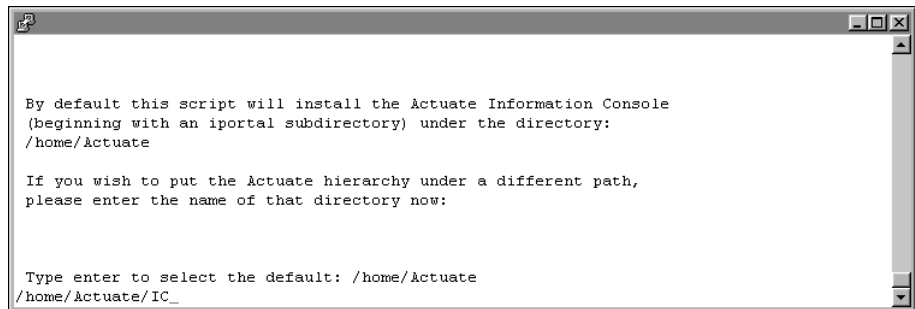 By default this script will install the Actuate Information Console
(beginning with an iportal subdirectory) under the directory:
/home/Actuate
If you wish to put the Actuate hierarchy under a different path,
please enter the name of that directory now:
Type enter to select the default: /home/Actuate
/home/Actuate/IC_